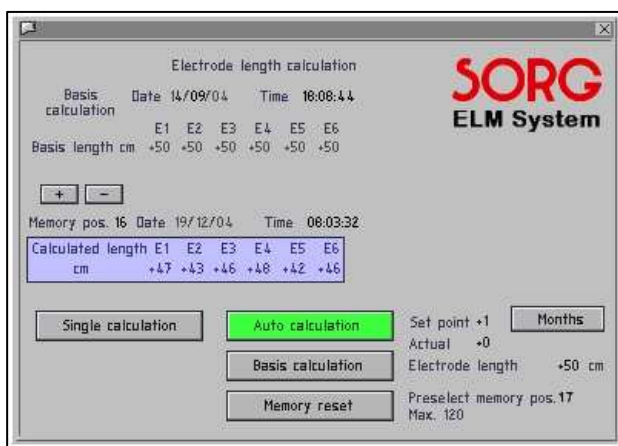 Electrode length calculation
SORG
ELM System
Basis calculation Date 14/09/04 Time 16:06:44
E1 E2 E3 E4 E5 E6
Basis length cm +50 +50 +50 +50 +50 +50
+ −
Memory pos. 16 Date 19/12/04 Time 06:03:32
Calculated length E1 E2 E3 E4 E5 E6
cm +47 +43 +46 +48 +42 +46
Single calculation Auto calculation Set point +1 Months
Actual +0
Basis calculation Electrode length +50 cm
Memory reset Preselect memory pos. 17
Max. 120